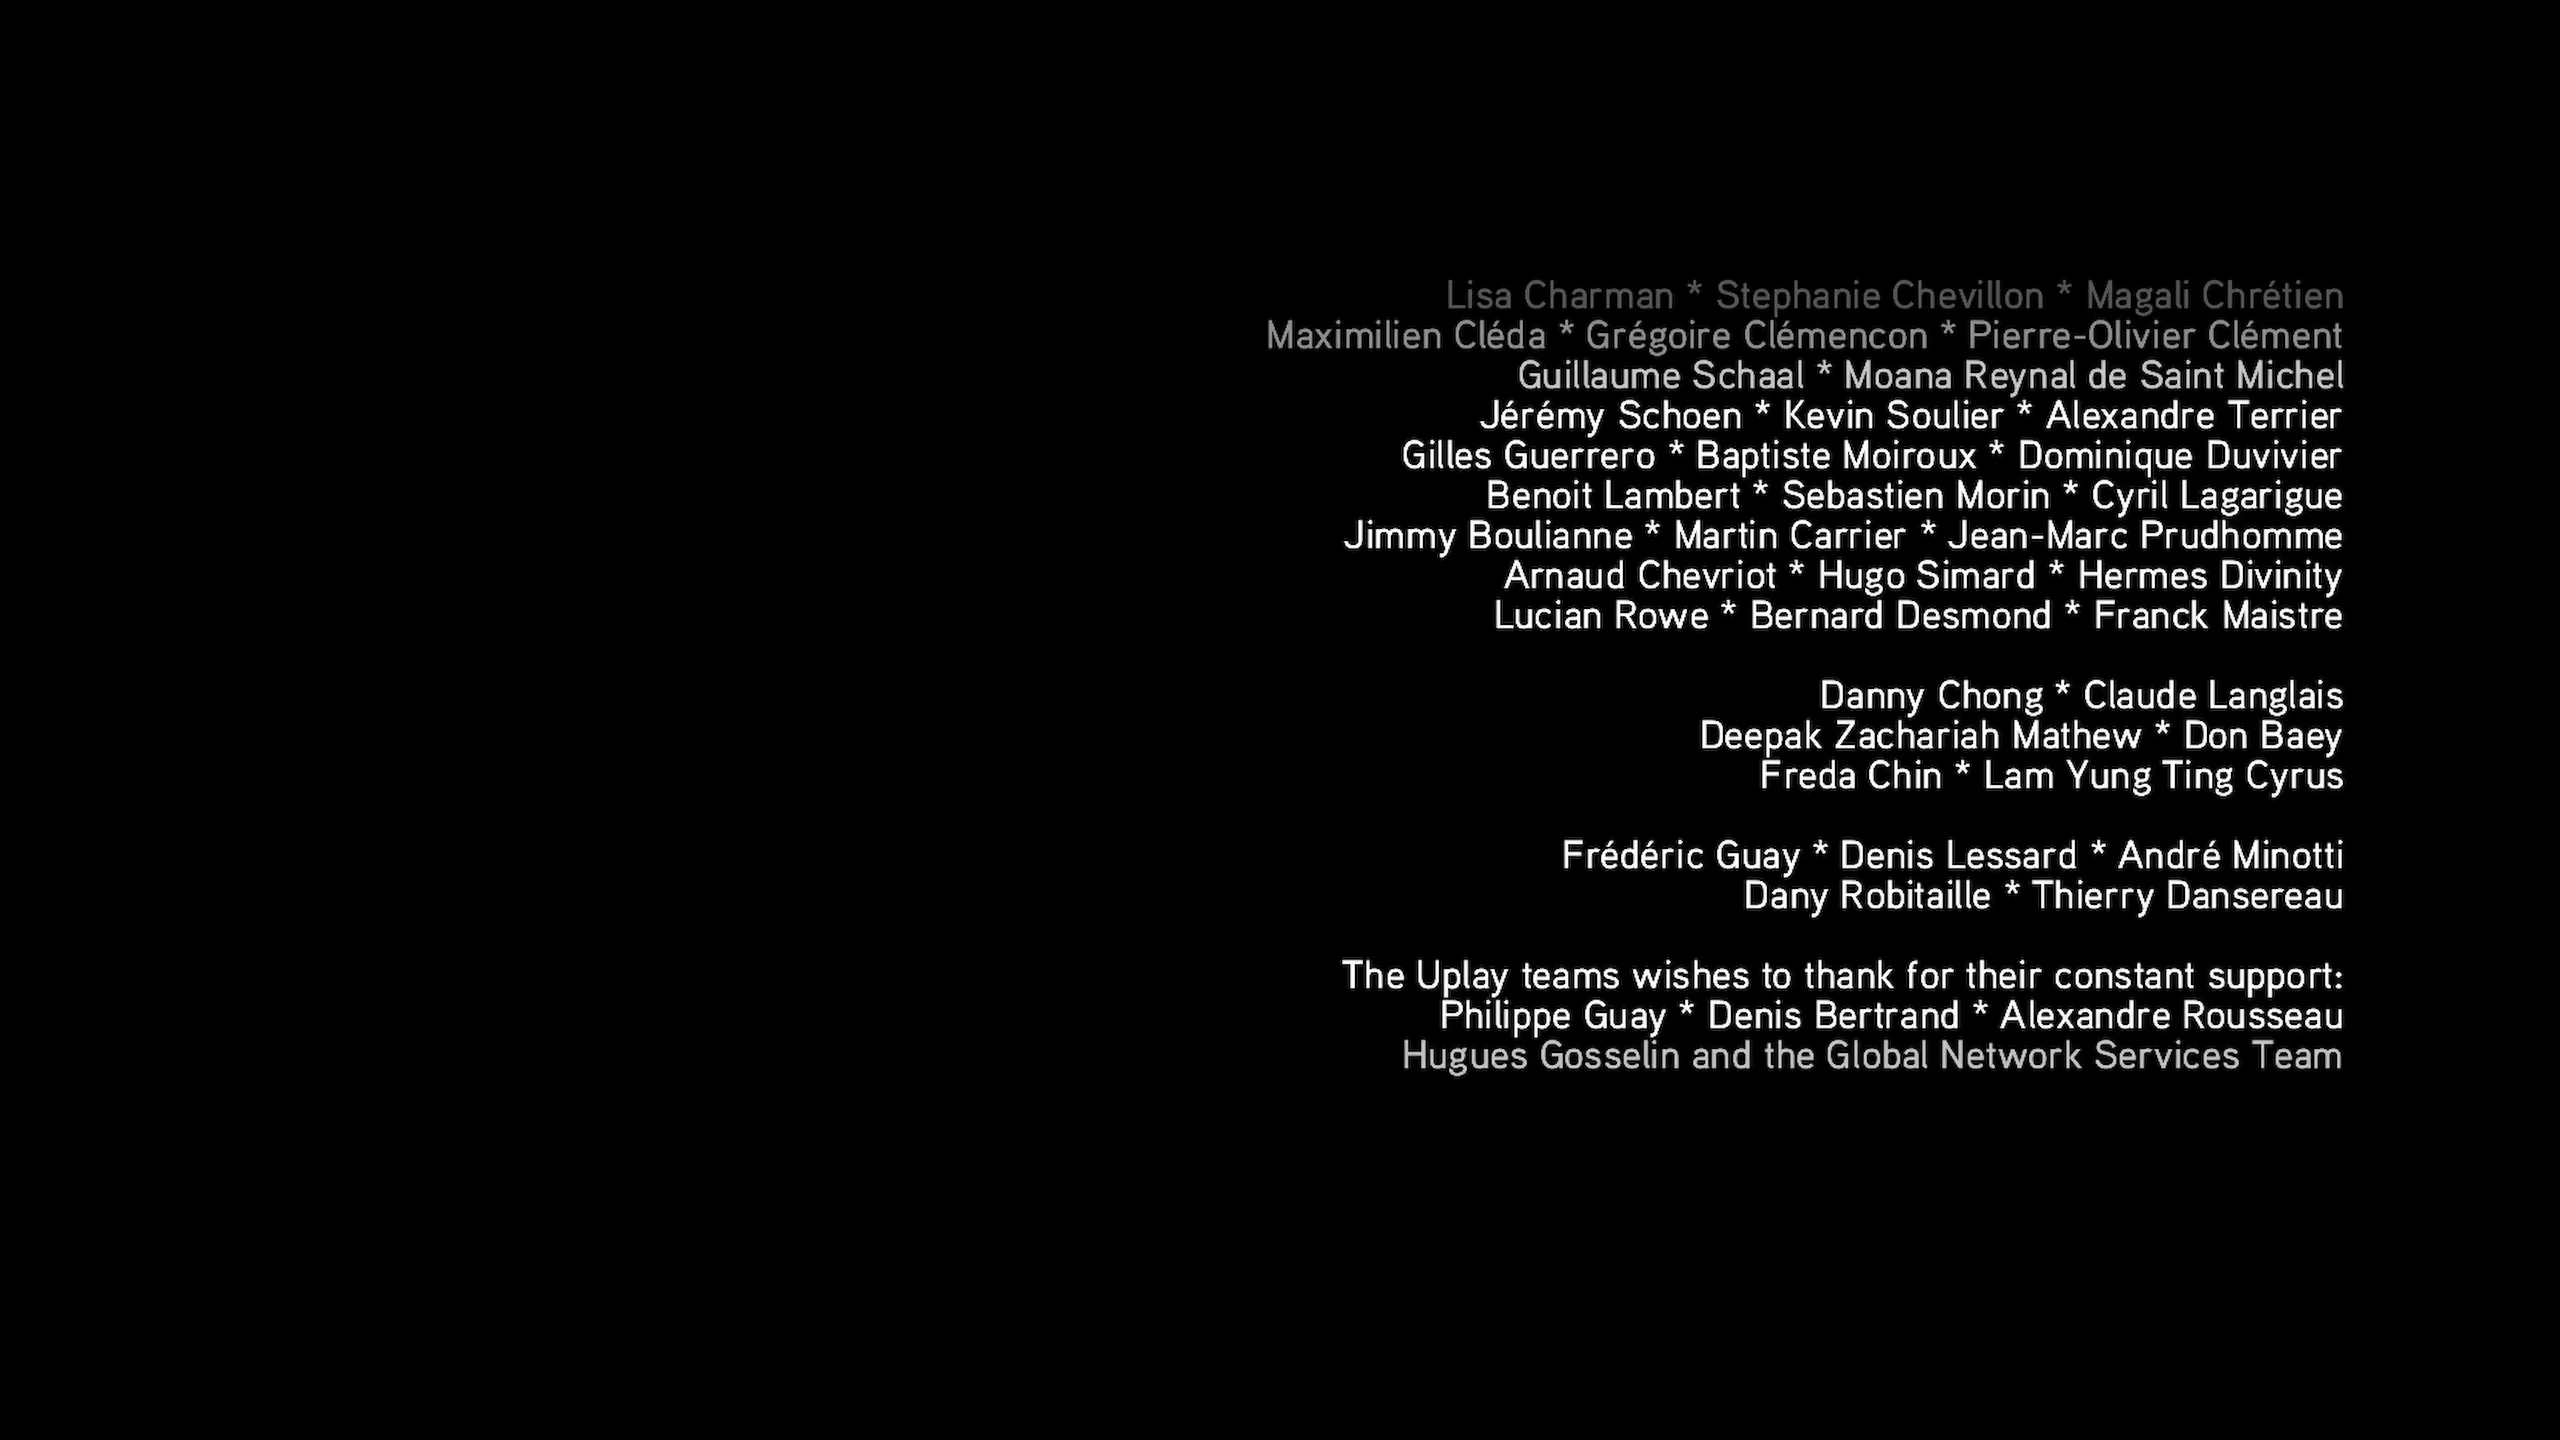 Lisa Charman * Stephanie Chevillon * Magali Chrétien
Maximilien Cléda * Grégoire Clémencon * Pierre-Olivier Clément
Guillaume Schaal * Moana Reynal de Saint Michel
Jérémy Schoen * Kevin Soulier * Alexandre Terrier
Gilles Guerrero * Baptiste Moiroux * Dominique Duvivier
Benoit Lambert * Sebastien Morin * Cyril Lagarigue
Jimmy Boulianne * Martin Carrier * Jean-Marc Prudhomme
Arnaud Chevriot * Hugo Simard * Hermes Divinity
Lucian Rowe * Bernard Desmond * Franck Maistre
Danny Chong * Claude Langlais
Deepak Zachariah Mathew * Don Baey
Freda Chin * Lam Yung Ting Cyrus
Frédéric Guay * Denis Lessard * André Minotti
Dany Robitaille * Thierry Dansereau
The Uplay teams wishes to thank for their constant support:
Philippe Guay * Denis Bertrand * Alexandre Rousseau
Hugues Gosselin and the Global Network Services Team